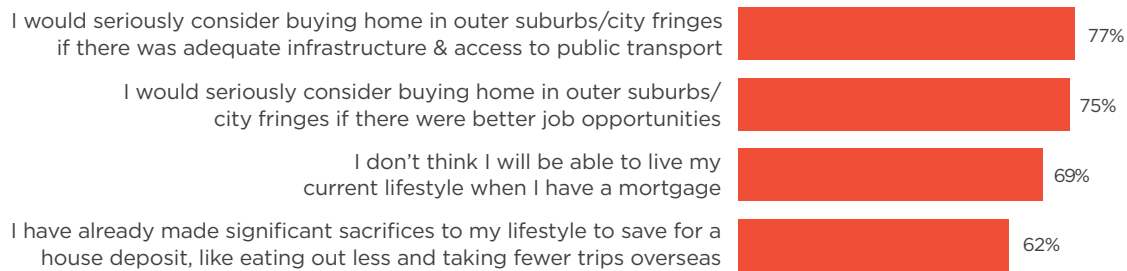 I would seriously consider buying home in outer suburbs/city fringes
if there was adequate infrastructure & access to public transport
77%
I would seriously consider buying home in outer suburbs/
city fringes if there were better job opportunities
75%
I don’t think I will be able to live my
current lifestyle when I have a mortgage
69%
I have already made significant sacrifices to my lifestyle to save for a
house deposit, like eating out less and taking fewer trips overseas
62%